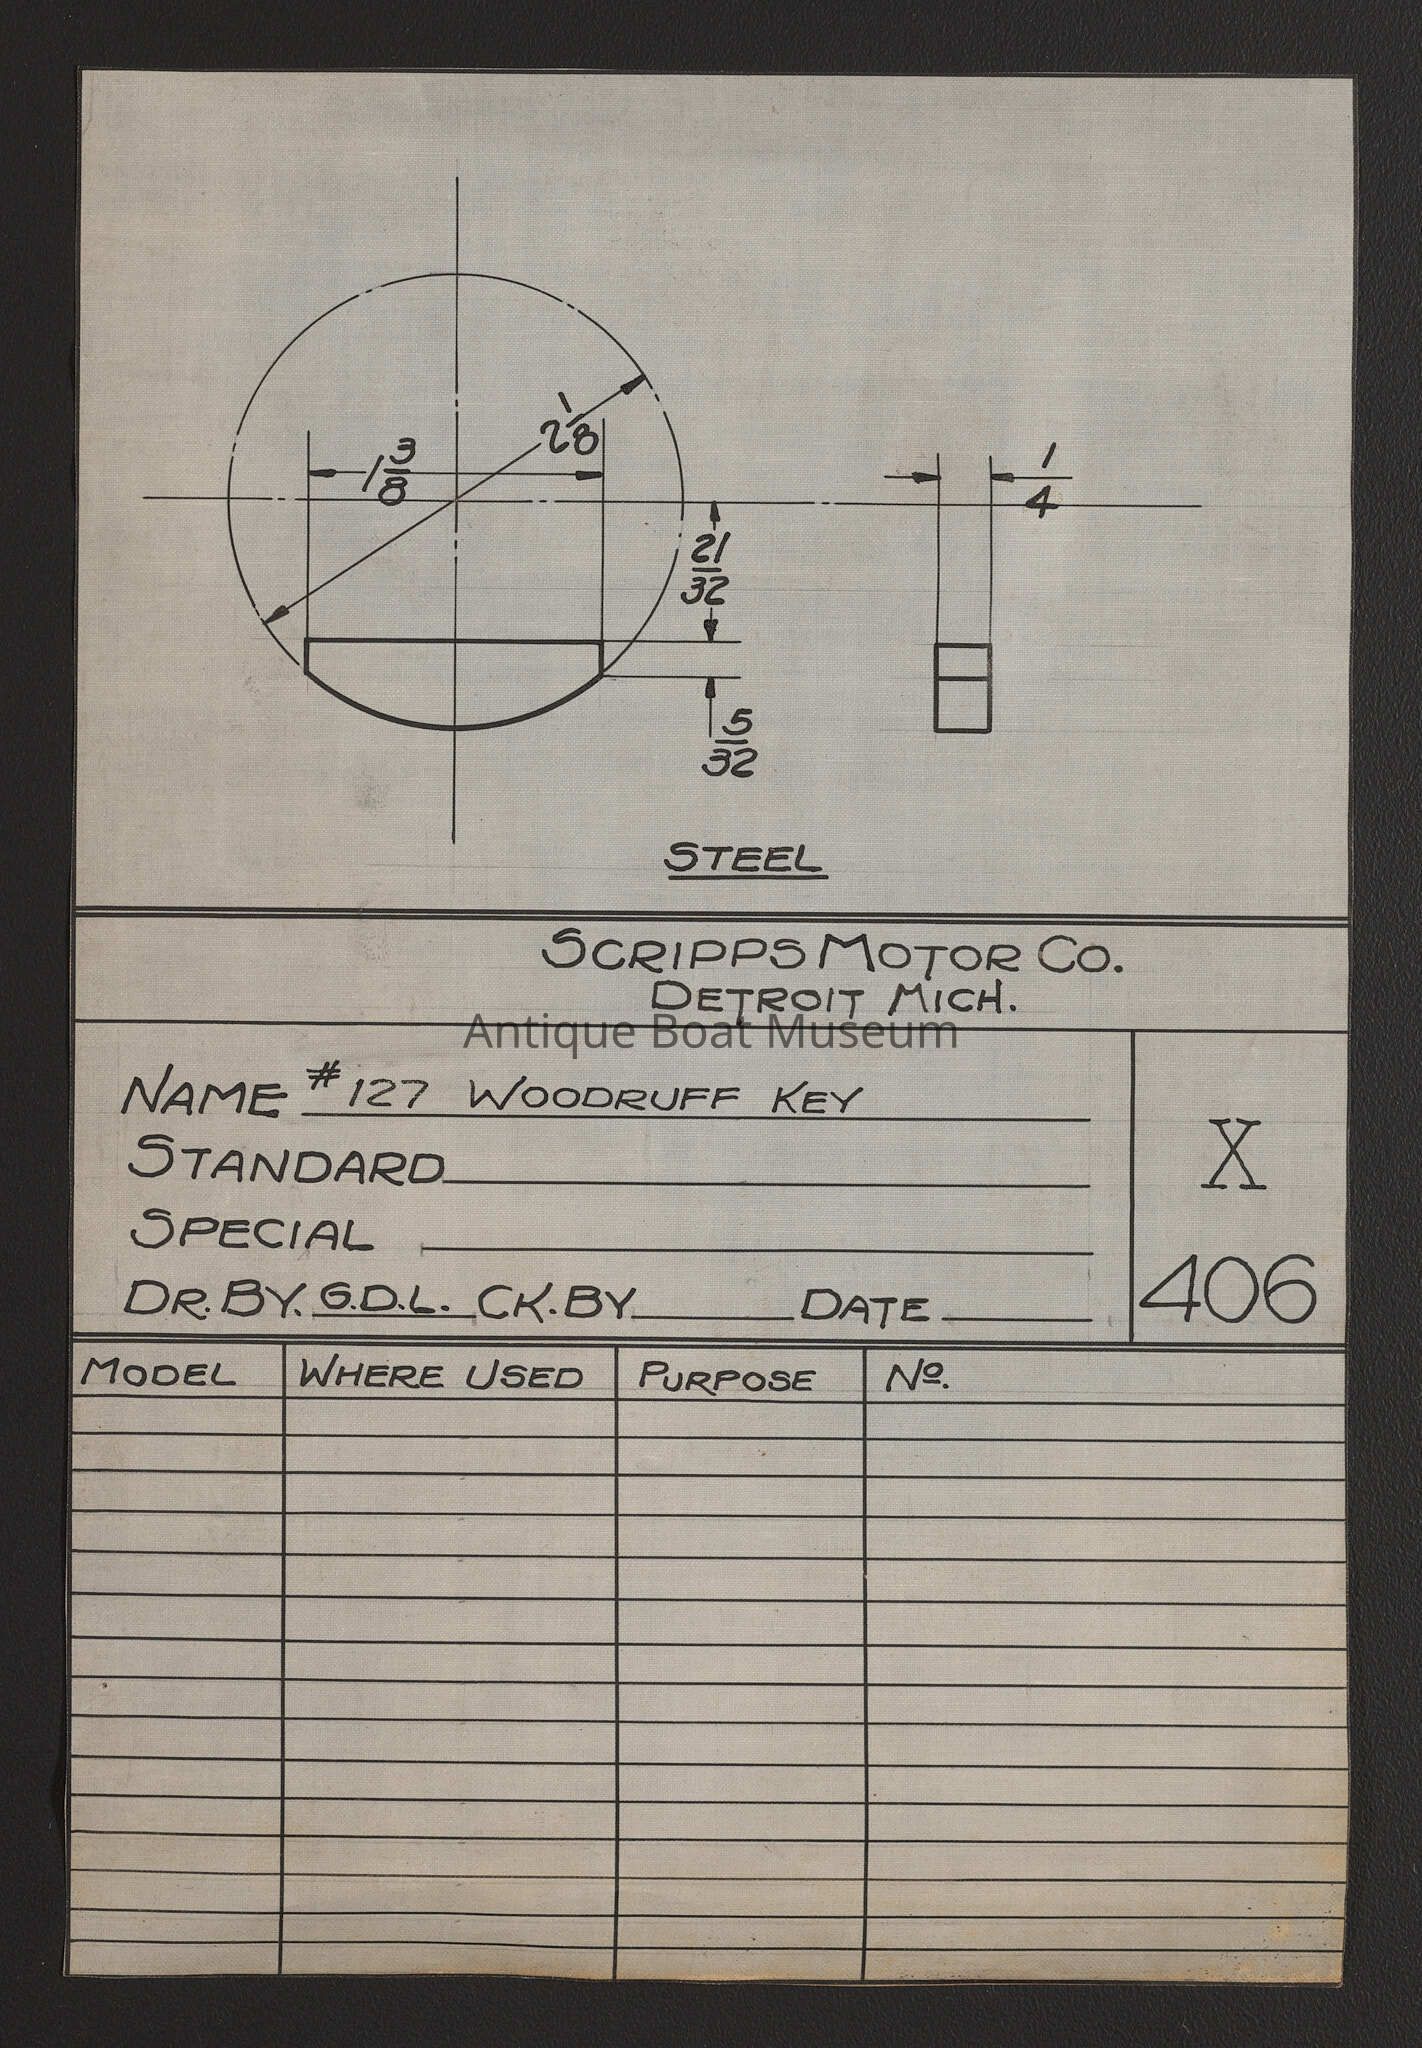 2 1/8
1 3/8
1/4
21/32
5/32
STEEL
SCRIPPS MOTOR CO.
DETROIT MICH.
Antique Boat Museum
NAME #127 WOODRUFF KEY
STANDARD
SPECIAL
DR. BY. G.D.L. CK. BY DATE
X
406
MODEL WHERE USED PURPOSE Nº.